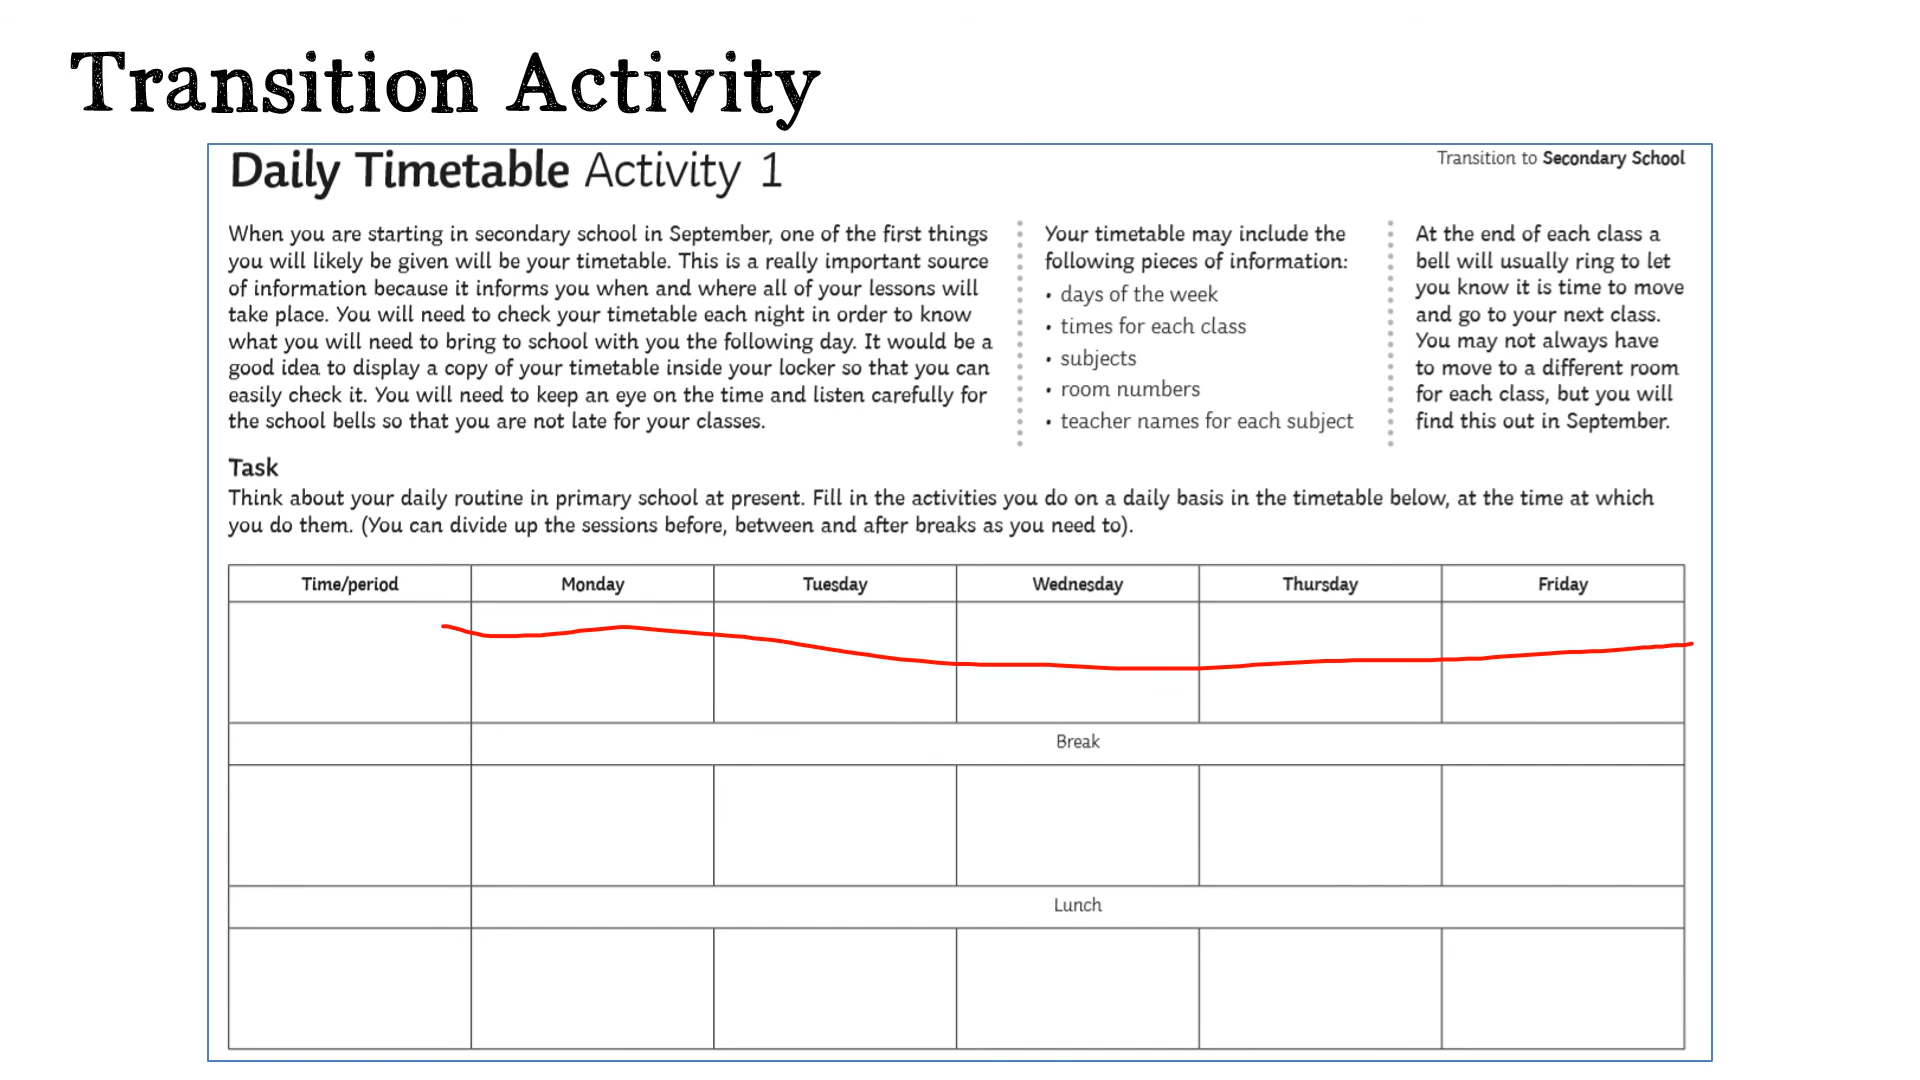 Transition Activity
Daily Timetable Activity 1
Transition to Secondary School
When you are starting in secondary school in September, one of the first things
you will likely be given will be your timetable. This is a really important source
of information because it informs you when and where all of your lessons will
take place. You will need to check your timetable each night in order to know
what you will need to bring to school with you the following day. It would be a
good idea to display a copy of your timetable inside your locker so that you can
easily check it. You will need to keep an eye on the time and listen carefully for
the school bells so that you are not late for your classes.
Your timetable may include the
following pieces of information:
• days of the week
• times for each class
• subjects
• room numbers
• teacher names for each subject
At the end of each class a
bell will usually ring to let
you know it is time to move
and go to your next class.
You may not always have
to move to a different room
for each class, but you will
find this out in September.
Task
Think about your daily routine in primary school at present. Fill in the activities you do on a daily basis in the timetable below, at the time at which
you do them. (You can divide up the sessions before, between and after breaks as you need to).
Time/period Monday Tuesday Wednesday Thursday Friday
Break
Lunch